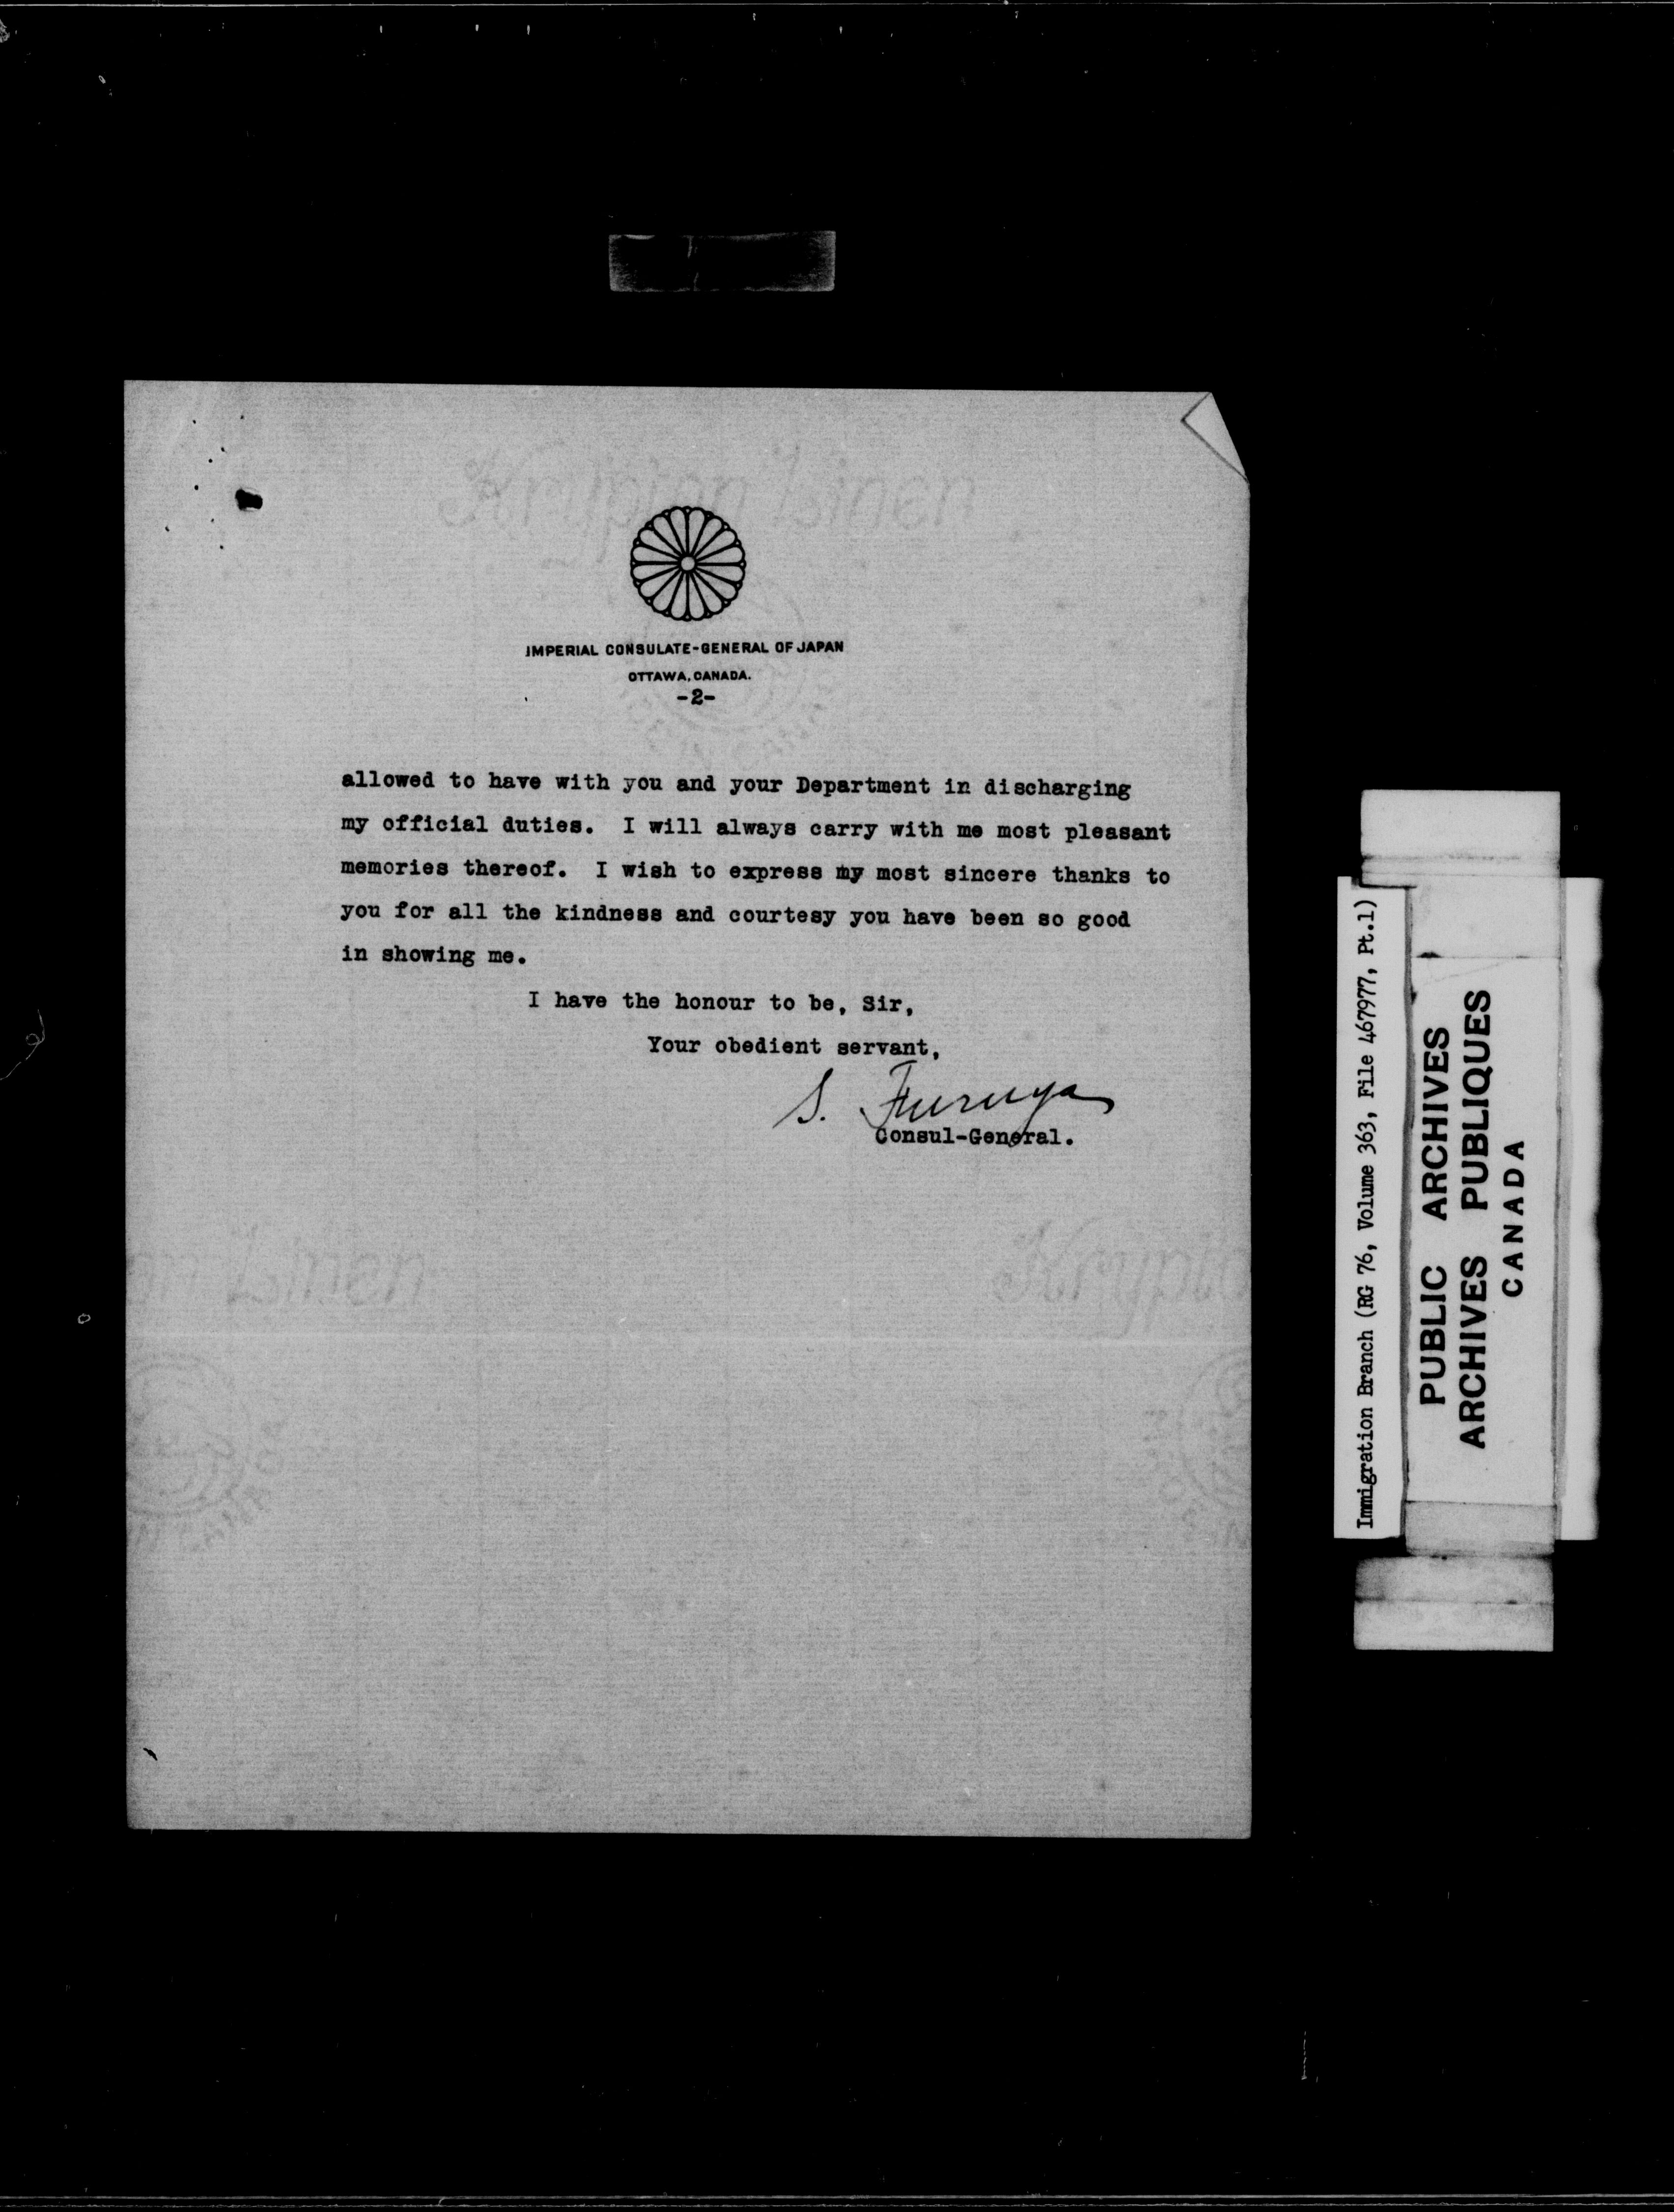 IMPERIAL CONSULATE-GENERAL OF JAPAN
OTTAWA, CANADA.
-2-
allowed to have with you and your Department in discharging
my official duties. I will always carry with me most pleasant
memories thereof. I wish to express my most sincere thanks to
you for all the kindness and courtesy you have been so good
in showing me.
I have the honour to be, Sir,
Your obedient servant,
S. Furuya
Consul-General.
Immigration Branch (RG 76, Volume 363, File 467977, Pt.1)
PUBLIC ARCHIVES
ARCHIVES PUBLIQUES
CANADA